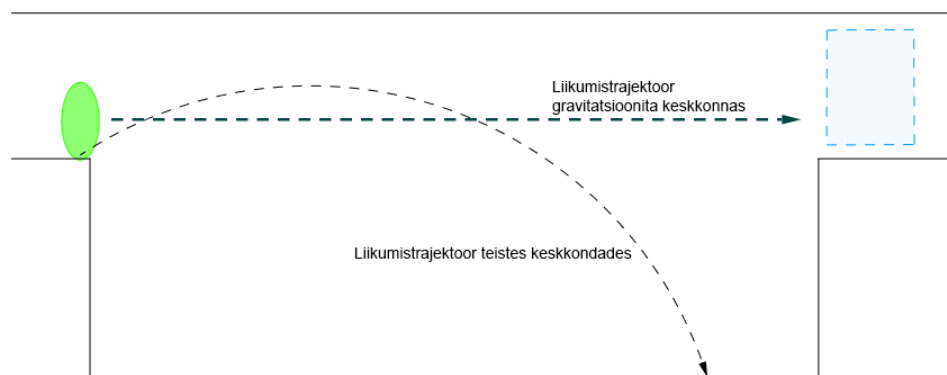 Liikumistrajektoor
gravitatsioonita keskkonnas
Liikumistrajektoor teistes keskkondades